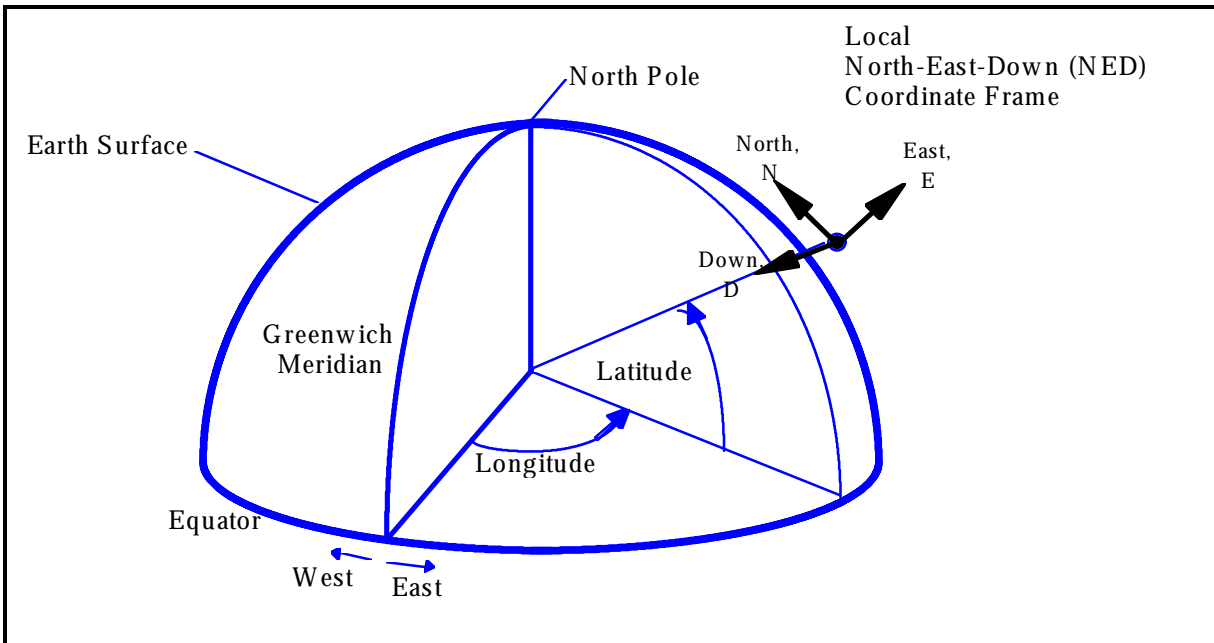 Local
North-East-Down (NED)
Coordinate Frame
North Pole
Earth Surface
North,
N
East,
E
Down,
D
Greenwich
Meridian
Latitude
Longitude
Equator
West
East